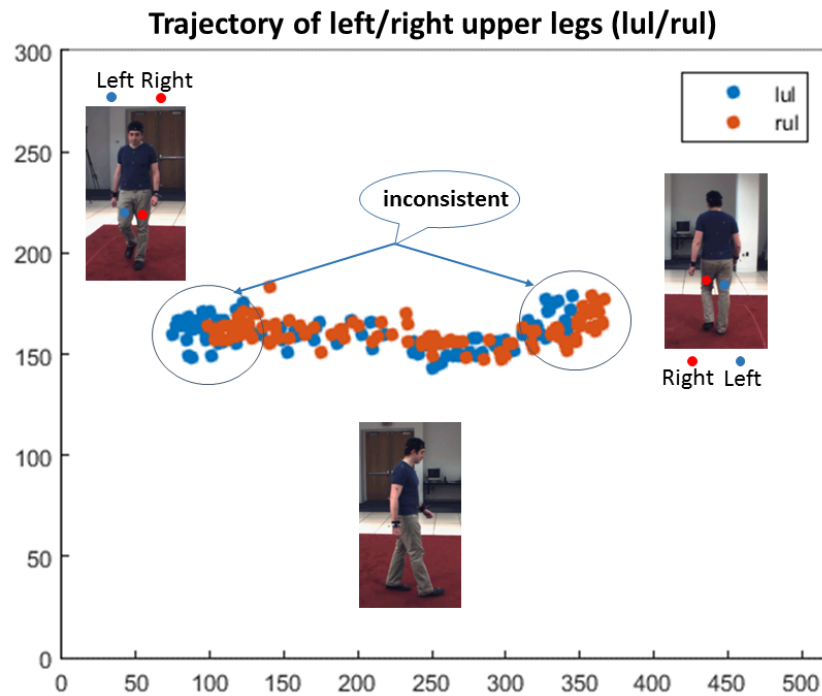 Trajectory of left/right upper legs (lul/rul)
300
250
200
150
100
50
0
Left Right
lul
rul
inconsistent
Right Left
0 50 100 150 200 250 300 350 400 450 500